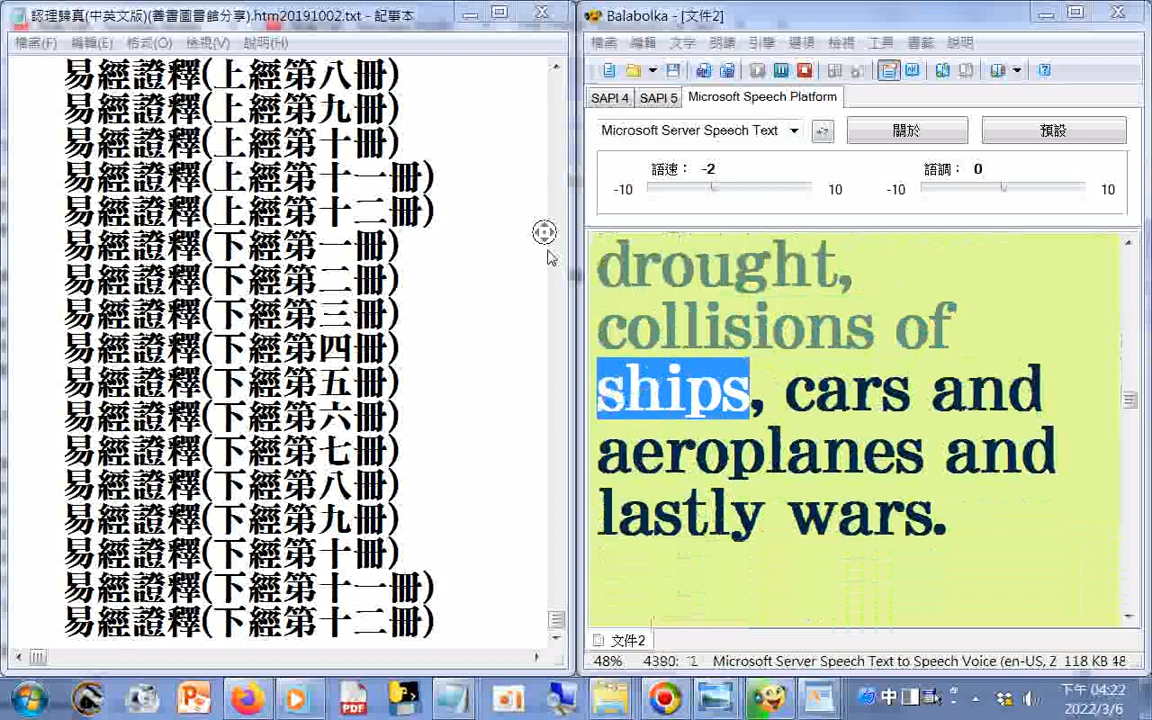 認理歸真(中英文版)(善書圖書館分享).htm20191002.txt - 記事本
檔案(F) 編輯(E) 格式(O) 檢視(V) 說明(H)
易經證釋(上經第八冊)
易經證釋(上經第九冊)
易經證釋(上經第十冊)
易經證釋(上經第十一冊)
易經證釋(上經第十二冊)
易經證釋(下經第一冊)
易經證釋(下經第二冊)
易經證釋(下經第三冊)
易經證釋(下經第四冊)
易經證釋(下經第五冊)
易經證釋(下經第六冊)
易經證釋(下經第七冊)
易經證釋(下經第八冊)
易經證釋(下經第九冊)
易經證釋(下經第十冊)
易經證釋(下經第十一冊)
易經證釋(下經第十二冊)
Balabolka - [文件2]
檔案 編輯 文字 朗讀 引擎 選項 檢視 工具 書籤 說明
SAPI 4 SAPI 5 Microsoft Speech Platform
Microsoft Server Speech Text 關於 預設
語速： -2 語調： 0
-10 10 -10 10
drought,
collisions of
ships, cars and
aeroplanes and
lastly wars.
文件2
48% 4380: 1 Microsoft Server Speech Text to Speech Voice (en-US, Z 118 KB 48
中
下午 04:22
2022/3/6